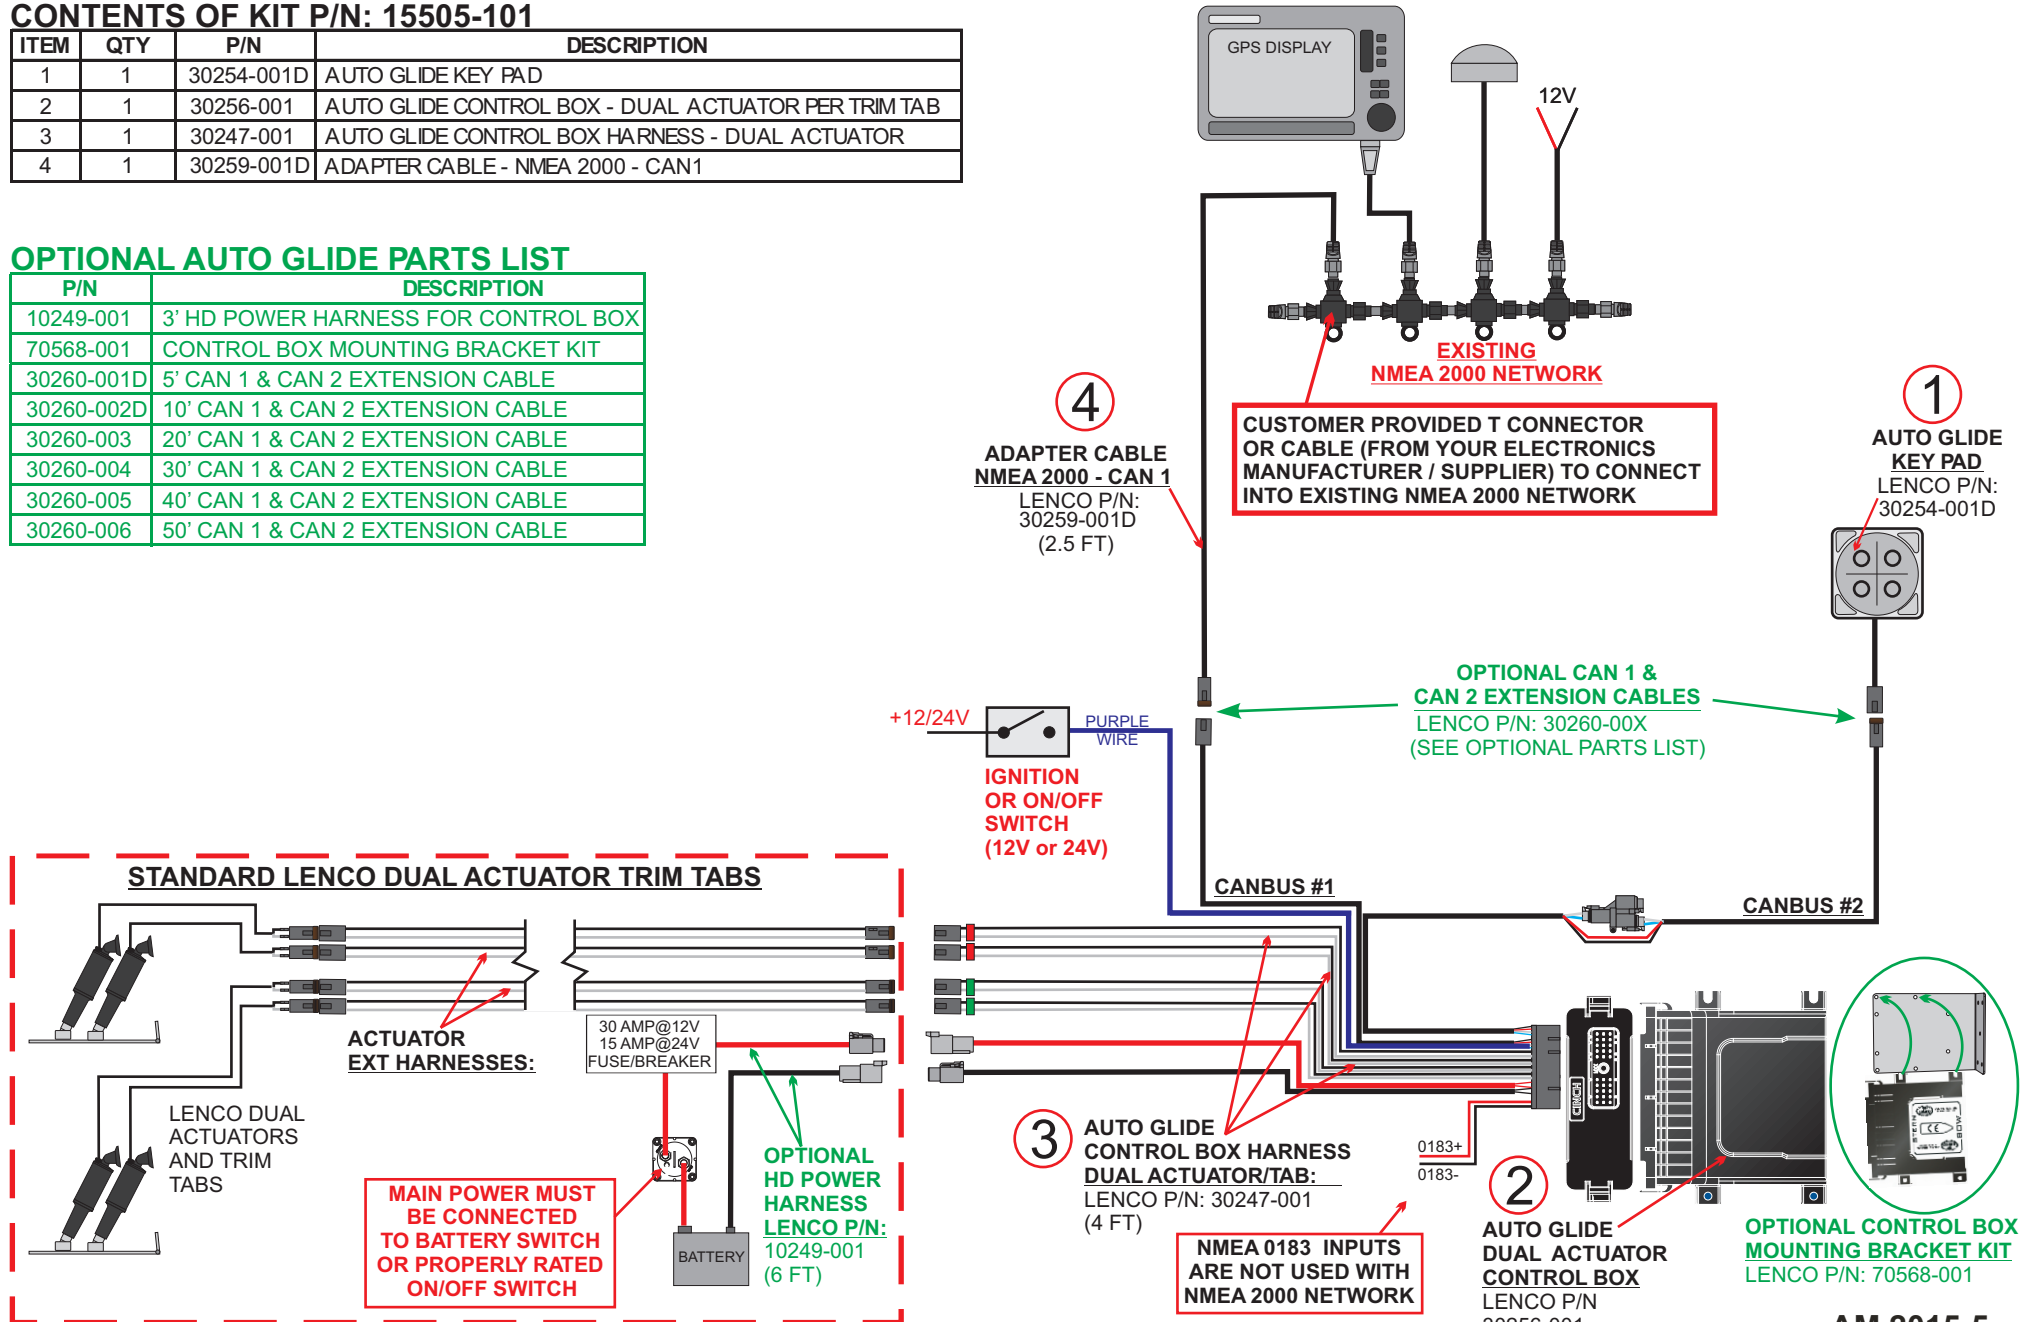 CONTENTS OF KIT P/N: 15505-101
ITEM QTY P/N DESCRIPTION
1 1 30254-001D AUTO GLIDE KEY PAD
2 1 30256-001 AUTO GLIDE CONTROL BOX - DUAL ACTUATOR PER TRIM TAB
3 1 30247-001 AUTO GLIDE CONTROL BOX HARNESS - DUAL ACTUATOR
4 1 30259-001D ADAPTER CABLE - NMEA 2000 - CAN1
OPTIONAL AUTO GLIDE PARTS LIST
P/N DESCRIPTION
10249-001 3' HD POWER HARNESS FOR CONTROL BOX
70568-001 CONTROL BOX MOUNTING BRACKET KIT
30260-001D 5' CAN 1 & CAN 2 EXTENSION CABLE
30260-002D 10' CAN 1 & CAN 2 EXTENSION CABLE
30260-003 20' CAN 1 & CAN 2 EXTENSION CABLE
30260-004 30' CAN 1 & CAN 2 EXTENSION CABLE
30260-005 40' CAN 1 & CAN 2 EXTENSION CABLE
30260-006 50' CAN 1 & CAN 2 EXTENSION CABLE
GPS DISPLAY
12V
EXISTING
NMEA 2000 NETWORK
CUSTOMER PROVIDED T CONNECTOR
OR CABLE (FROM YOUR ELECTRONICS
MANUFACTURER / SUPPLIER) TO CONNECT
INTO EXISTING NMEA 2000 NETWORK
4
ADAPTER CABLE
NMEA 2000 - CAN 1
LENCO P/N:
30259-001D
(2.5 FT)
1
AUTO GLIDE
KEY PAD
LENCO P/N:
30254-001D
OPTIONAL CAN 1 &
CAN 2 EXTENSION CABLES
LENCO P/N: 30260-00X
(SEE OPTIONAL PARTS LIST)
+12/24V
PURPLE
WIRE
IGNITION
OR ON/OFF
SWITCH
(12V or 24V)
CANBUS #1
CANBUS #2
STANDARD LENCO DUAL ACTUATOR TRIM TABS
ACTUATOR
EXT HARNESSES:
30 AMP@12V
15 AMP@24V
FUSE/BREAKER
LENCO DUAL
ACTUATORS
AND TRIM
TABS
MAIN POWER MUST
BE CONNECTED
TO BATTERY SWITCH
OR PROPERLY RATED
ON/OFF SWITCH
BATTERY
OPTIONAL
HD POWER
HARNESS
LENCO P/N:
10249-001
(6 FT)
3
AUTO GLIDE
CONTROL BOX HARNESS
DUAL ACTUATOR/TAB:
LENCO P/N: 30247-001
(4 FT)
0183+
0183-
NMEA 0183 INPUTS
ARE NOT USED WITH
NMEA 2000 NETWORK
CINCH
2
AUTO GLIDE
DUAL ACTUATOR
CONTROL BOX
LENCO P/N
30256-001
STERN
BOW
CE
OPTIONAL CONTROL BOX
MOUNTING BRACKET KIT
LENCO P/N: 70568-001
AM 2015-5